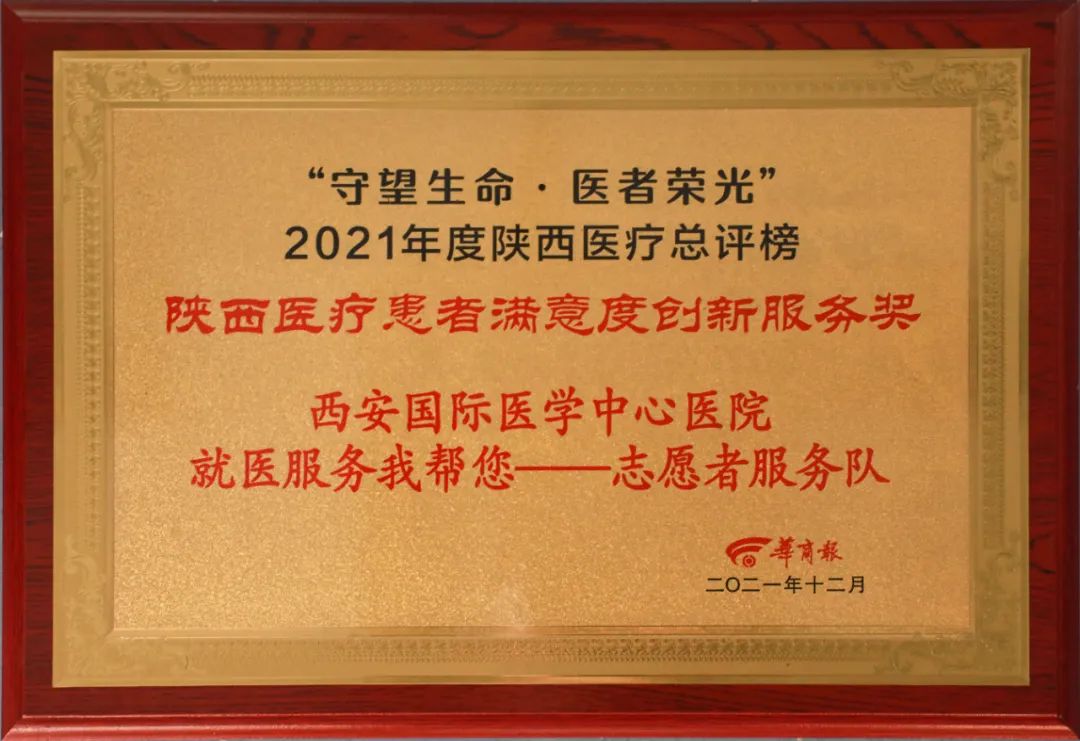 “守望生命·医者荣光”
2021年度陕西医疗总评榜
陕西医疗患者满意度创新服务奖
西安国际医学中心医院
就医服务我帮您——志愿者服务队
華商報
二〇二一年十二月